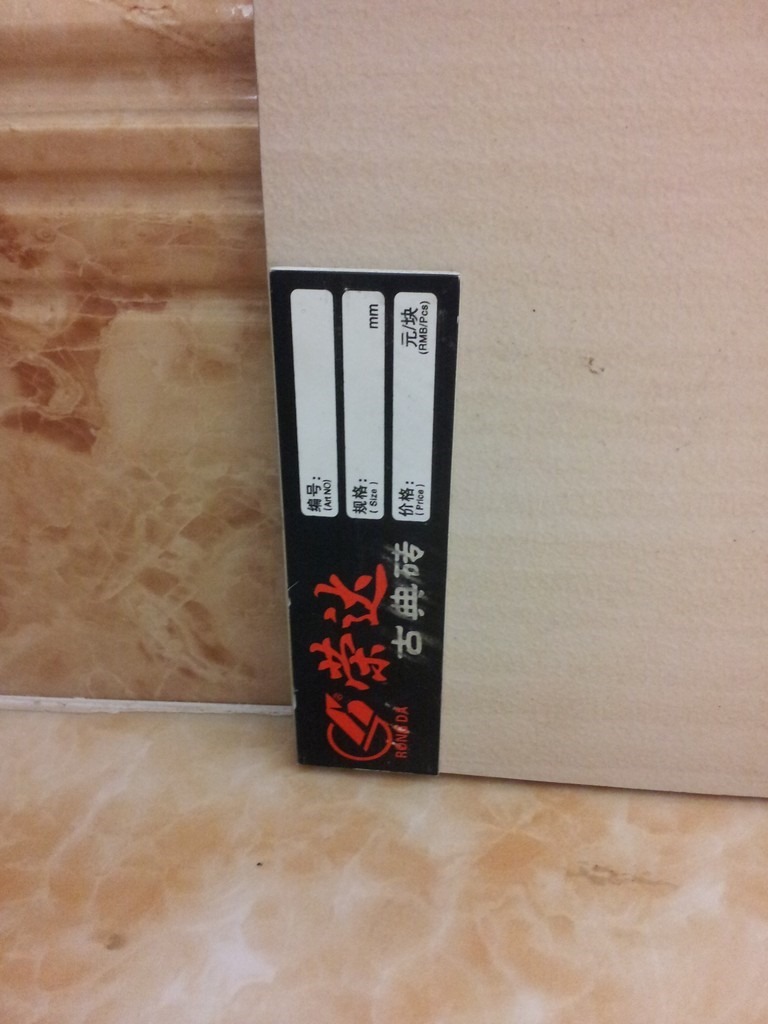 荣达
古典砖
®
RONGDA
编号:
(Art NO)
规格:
( Size )
mm
价格:
( Price )
元/块
(RMB/Pcs)